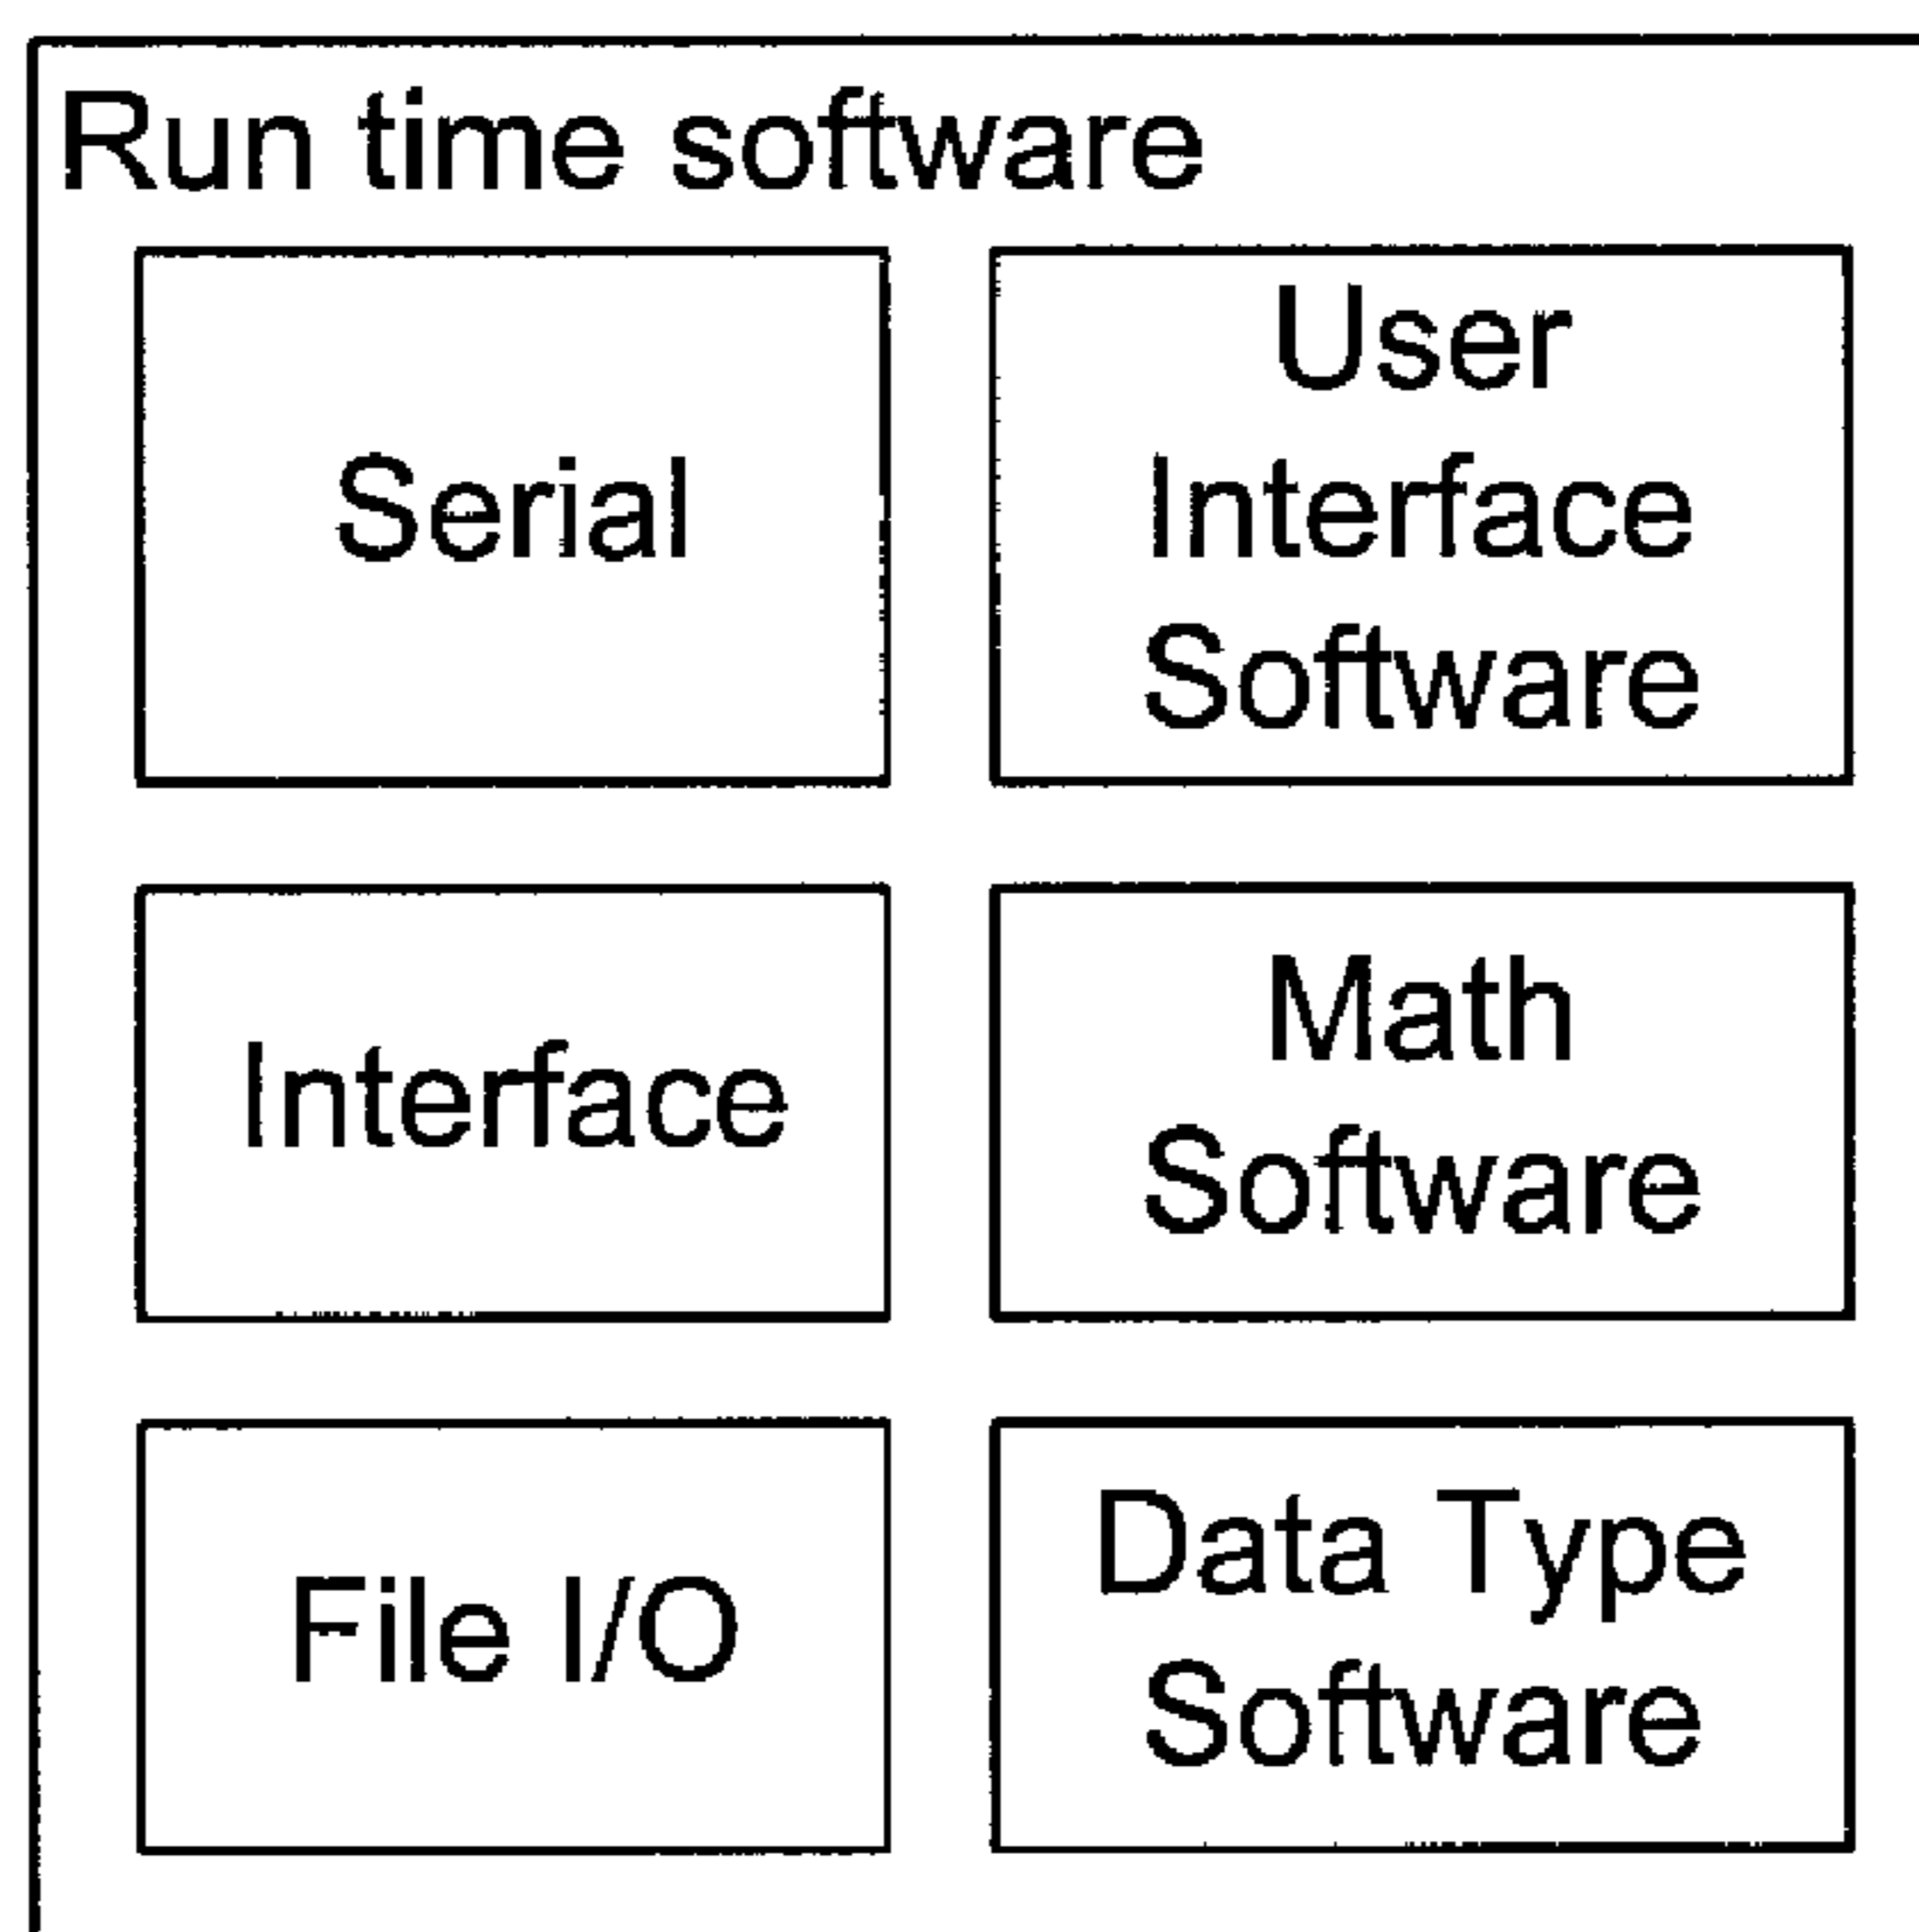 Run time software
Serial
User
Interface
Software
Interface
Math
Software
File I/O
Data Type
Software